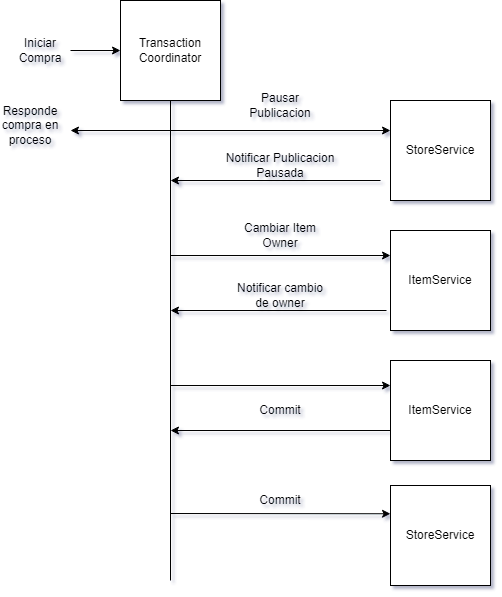 Iniciar
Compra
Transaction
Coordinator
Responde
compra en
proceso
Pausar
Publicacion
StoreService
Notificar Publicacion
Pausada
Cambiar Item
Owner
ItemService
Notificar cambio
de owner
Commit
ItemService
Commit
StoreService